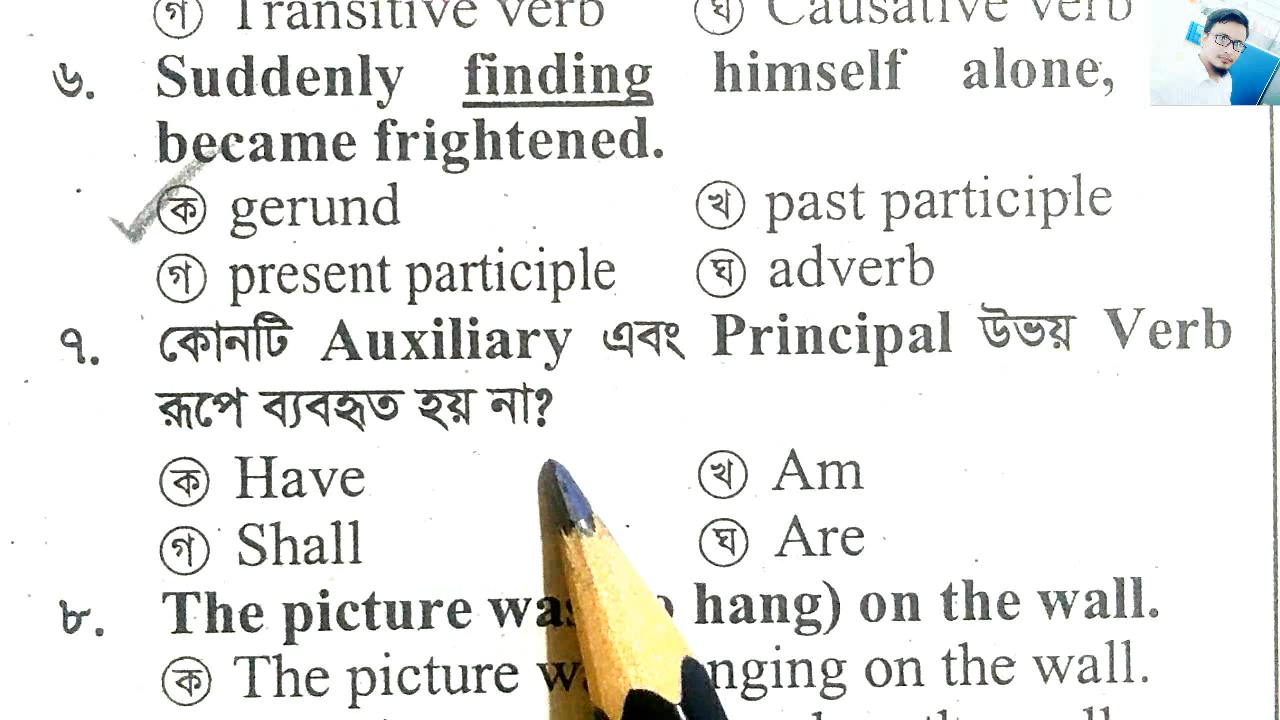 গ Transitive verb ঘ Causative verb
৬. Suddenly finding himself alone,
became frightened.
ক gerund খ past participle
গ present participle ঘ adverb
৭. কোনটি Auxiliary এবং Principal উভয় Verb
রূপে ব্যবহৃত হয় না?
ক Have খ Am
গ Shall ঘ Are
৮. The picture was hang) on the wall.
ক The picture on the wall.